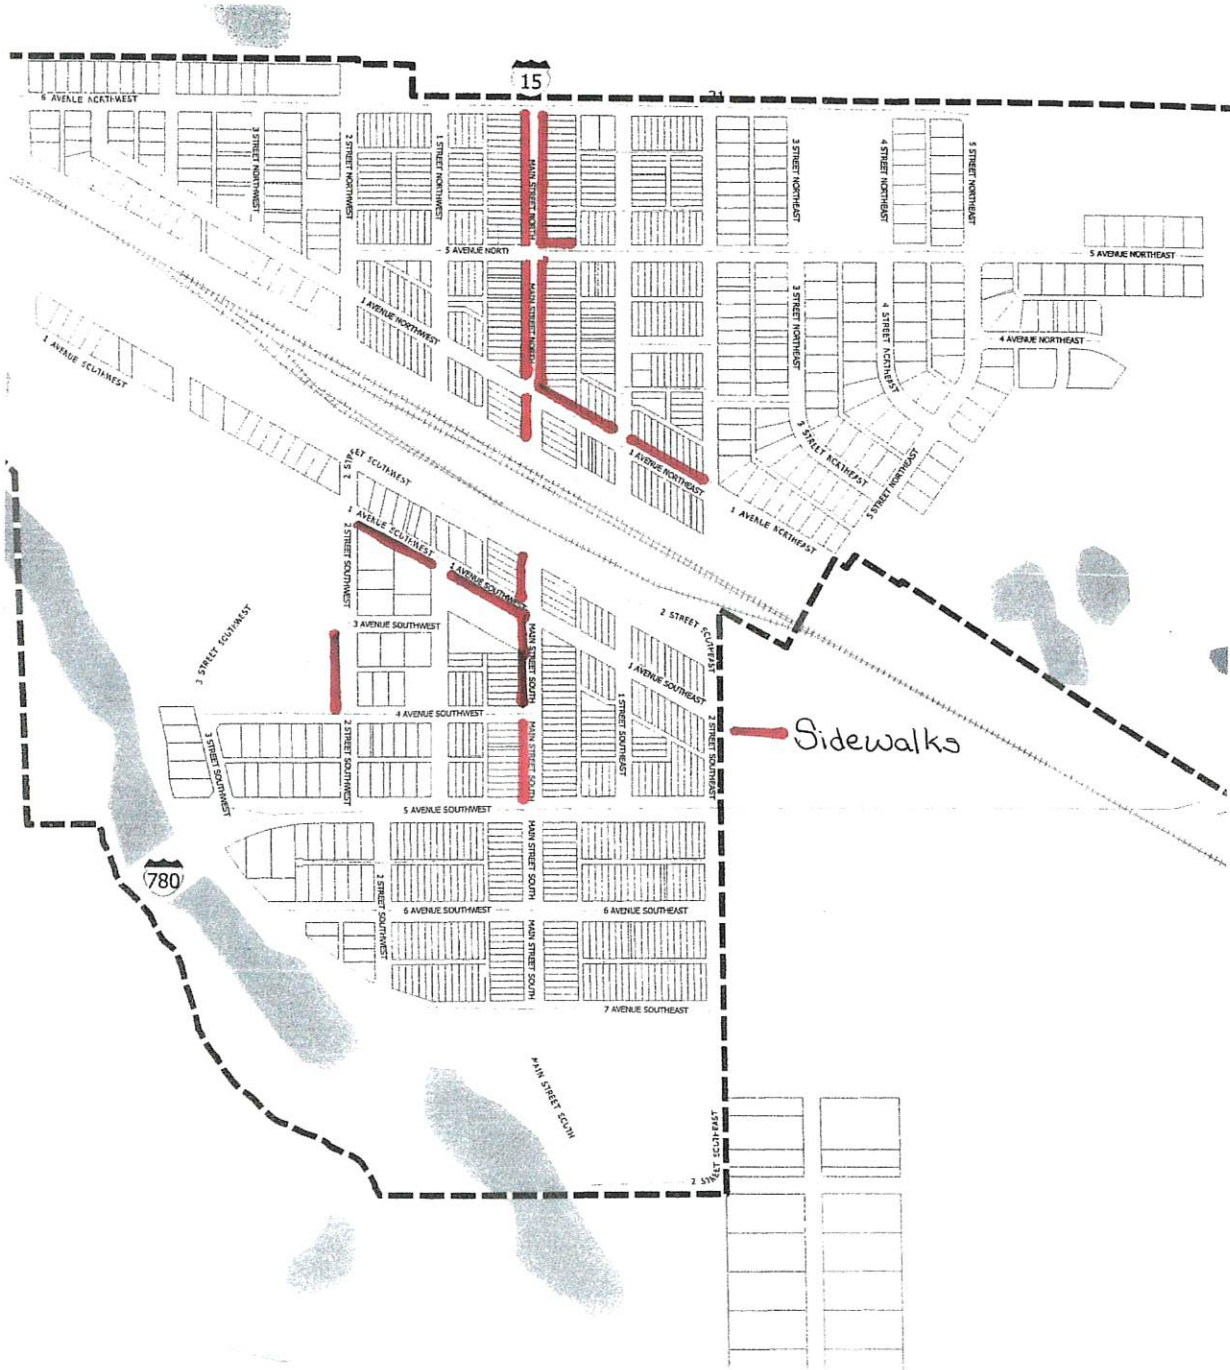 15
21
6 AVENUE NORTHWEST
3 STREET NORTHWEST
2 STREET NORTHWEST
1 STREET NORTHWEST
MAIN STREET NORTH
3 STREET NORTHEAST
4 STREET NORTHEAST
5 STREET NORTHEAST
5 AVENUE NORTH
5 AVENUE NORTHEAST
1 AVENUE NORTHWEST
MAIN STREET NORTH
3 STREET NORTHEAST
4 STREET NORTHEAST
4 AVENUE NORTHEAST
1 AVENUE SOUTHWEST
3 STREET NORTHEAST
5 STREET NORTHEAST
1 AVENUE NORTHEAST
1 AVENUE NORTHEAST
2 STREET SOUTHWEST
1 AVENUE SOUTHWEST
2 STREET SOUTHWEST
1 AVENUE SOUTHWEST
3 STREET SOUTHWEST
3 AVENUE SOUTHWEST
MAIN STREET SOUTH
2 STREET SOUTHEAST
1 AVENUE SOUTHEAST
4 AVENUE SOUTHWEST
3 STREET SOUTHWEST
2 STREET SOUTHWEST
MAIN STREET SOUTH
1 STREET SOUTHEAST
2 STREET SOUTHEAST
Sidewalks
5 AVENUE SOUTHWEST
MAIN STREET SOUTH
780
2 STREET SOUTHWEST
6 AVENUE SOUTHWEST
6 AVENUE SOUTHEAST
MAIN STREET SOUTH
7 AVENUE SOUTHEAST
MAIN STREET SOUTH
2 STREET SOUTHEAST